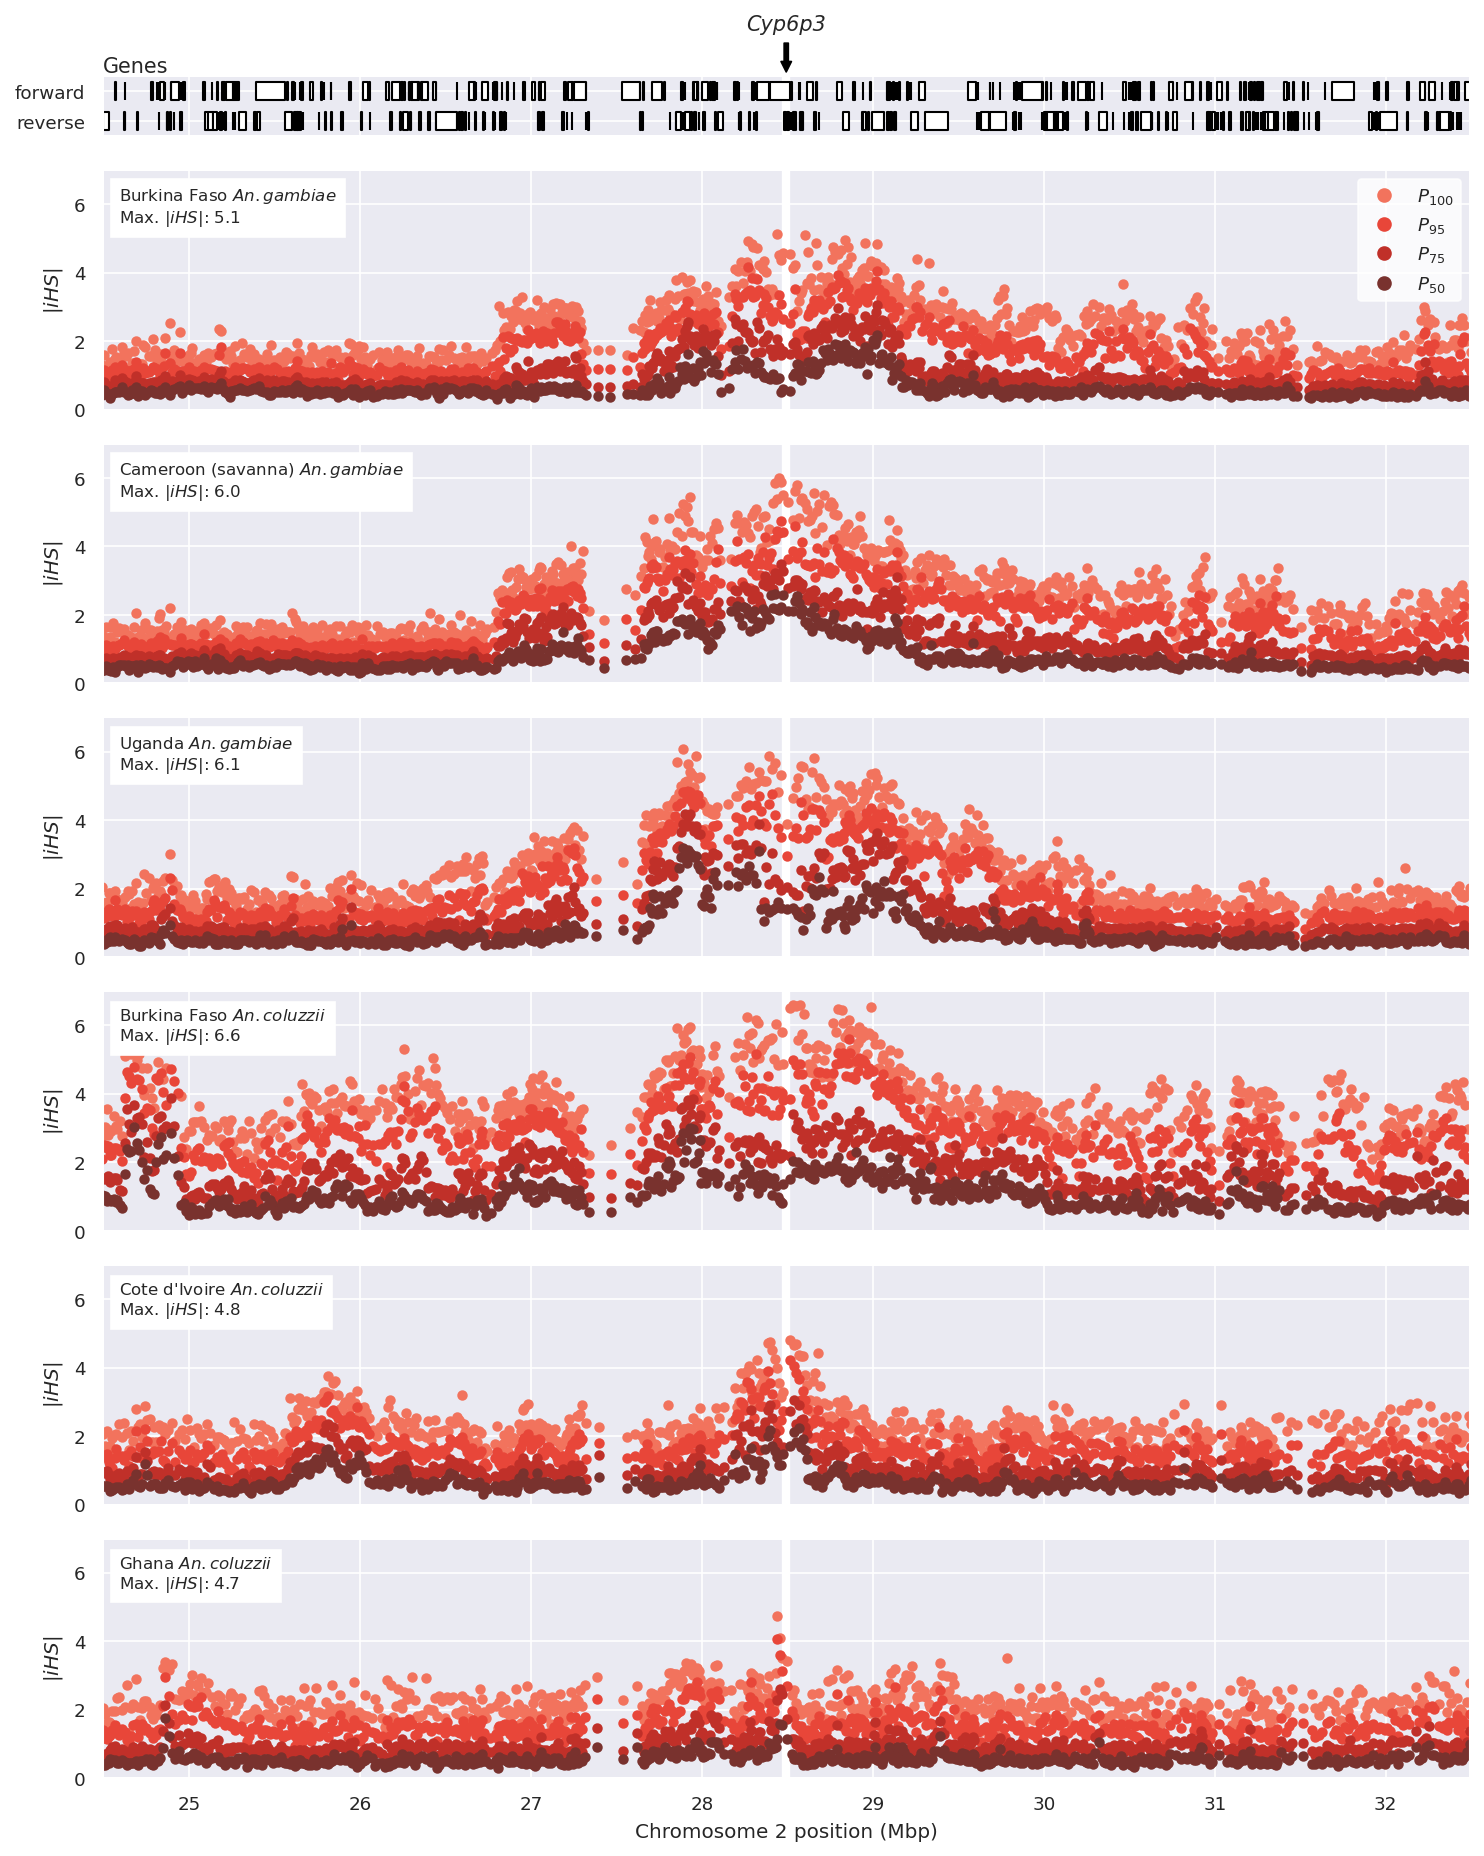 Cyp6p3
Genes
forward
reverse
Burkina Faso An. gambiae
Max. |iHS|: 5.1
P100
P95
P75
P50
6
4
2
0
|iHS|
Cameroon (savanna) An. gambiae
Max. |iHS|: 6.0
6
4
2
0
|iHS|
Uganda An. gambiae
Max. |iHS|: 6.1
6
4
2
0
|iHS|
Burkina Faso An. coluzzii
Max. |iHS|: 6.6
6
4
2
0
|iHS|
Cote d'Ivoire An. coluzzii
Max. |iHS|: 4.8
6
4
2
0
|iHS|
Ghana An. coluzzii
Max. |iHS|: 4.7
6
4
2
0
|iHS|
25 26 27 28 29 30 31 32
Chromosome 2 position (Mbp)